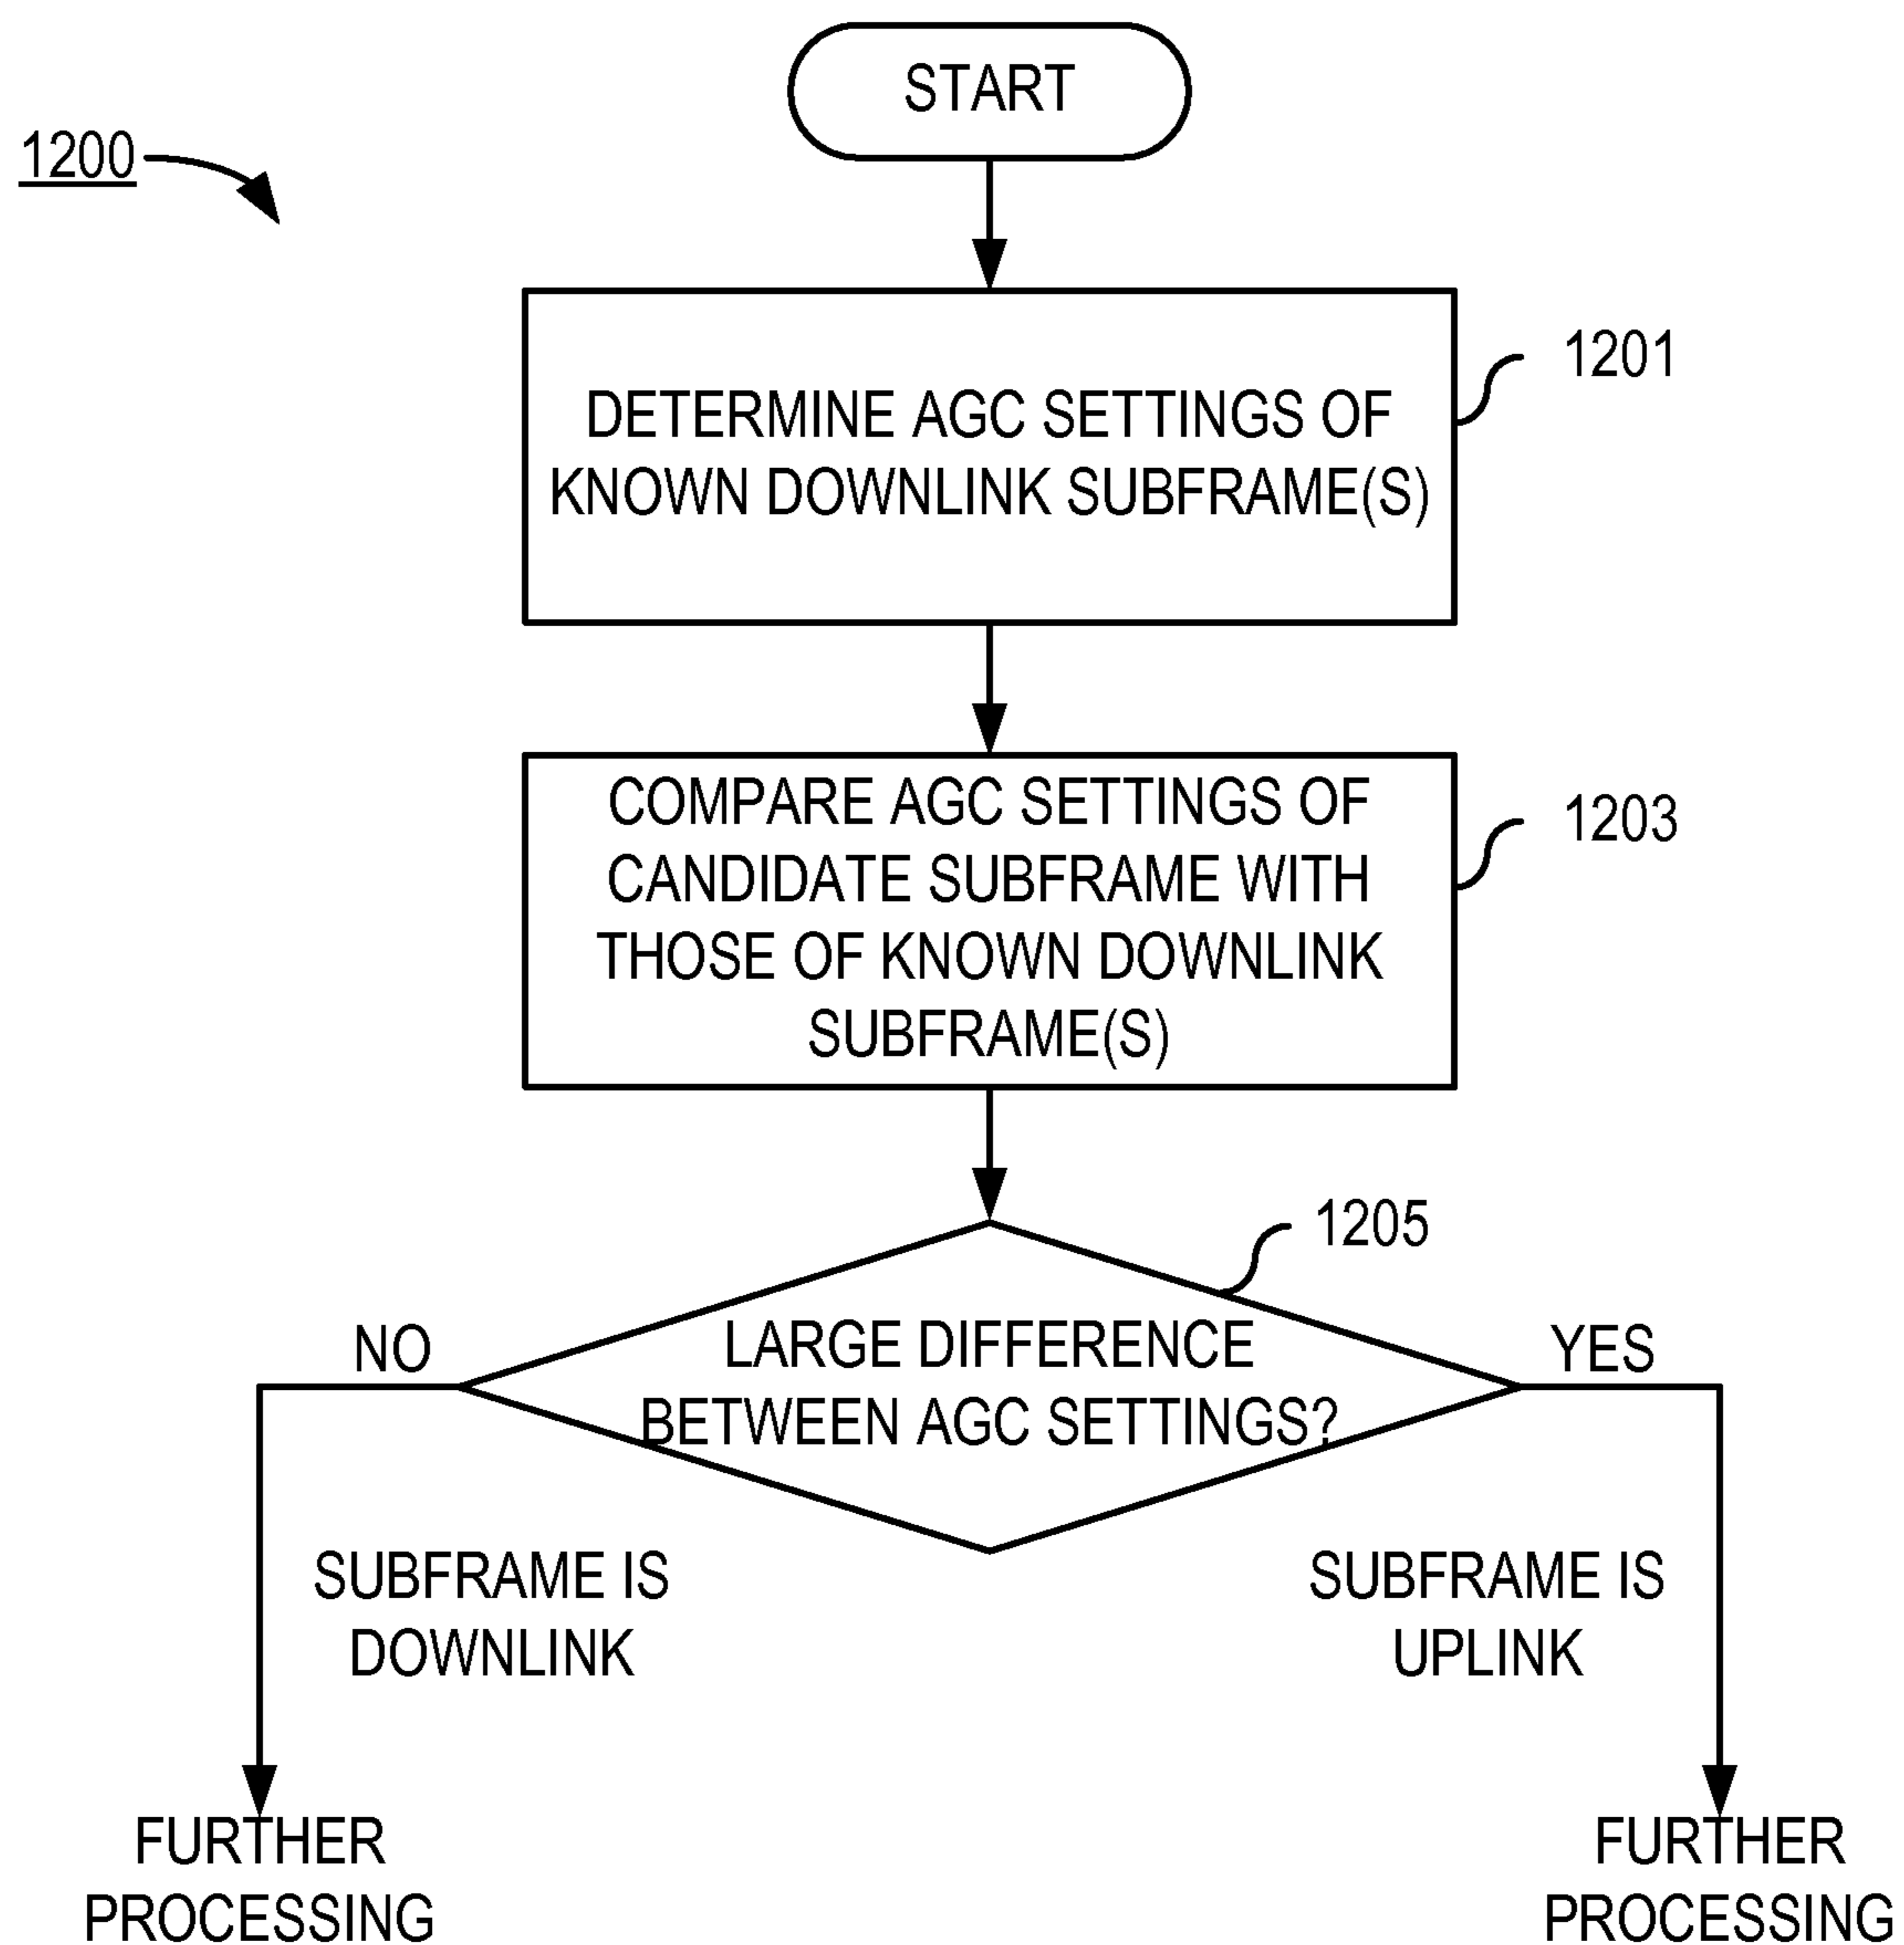 START
1200
1201
DETERMINE AGC SETTINGS OF
KNOWN DOWNLINK SUBFRAME(S)
1203
COMPARE AGC SETTINGS OF
CANDIDATE SUBFRAME WITH
THOSE OF KNOWN DOWNLINK
SUBFRAME(S)
1205
LARGE DIFFERENCE
BETWEEN AGC SETTINGS?
NO
YES
SUBFRAME IS
DOWNLINK
SUBFRAME IS
UPLINK
FURTHER
PROCESSING
FURTHER
PROCESSING